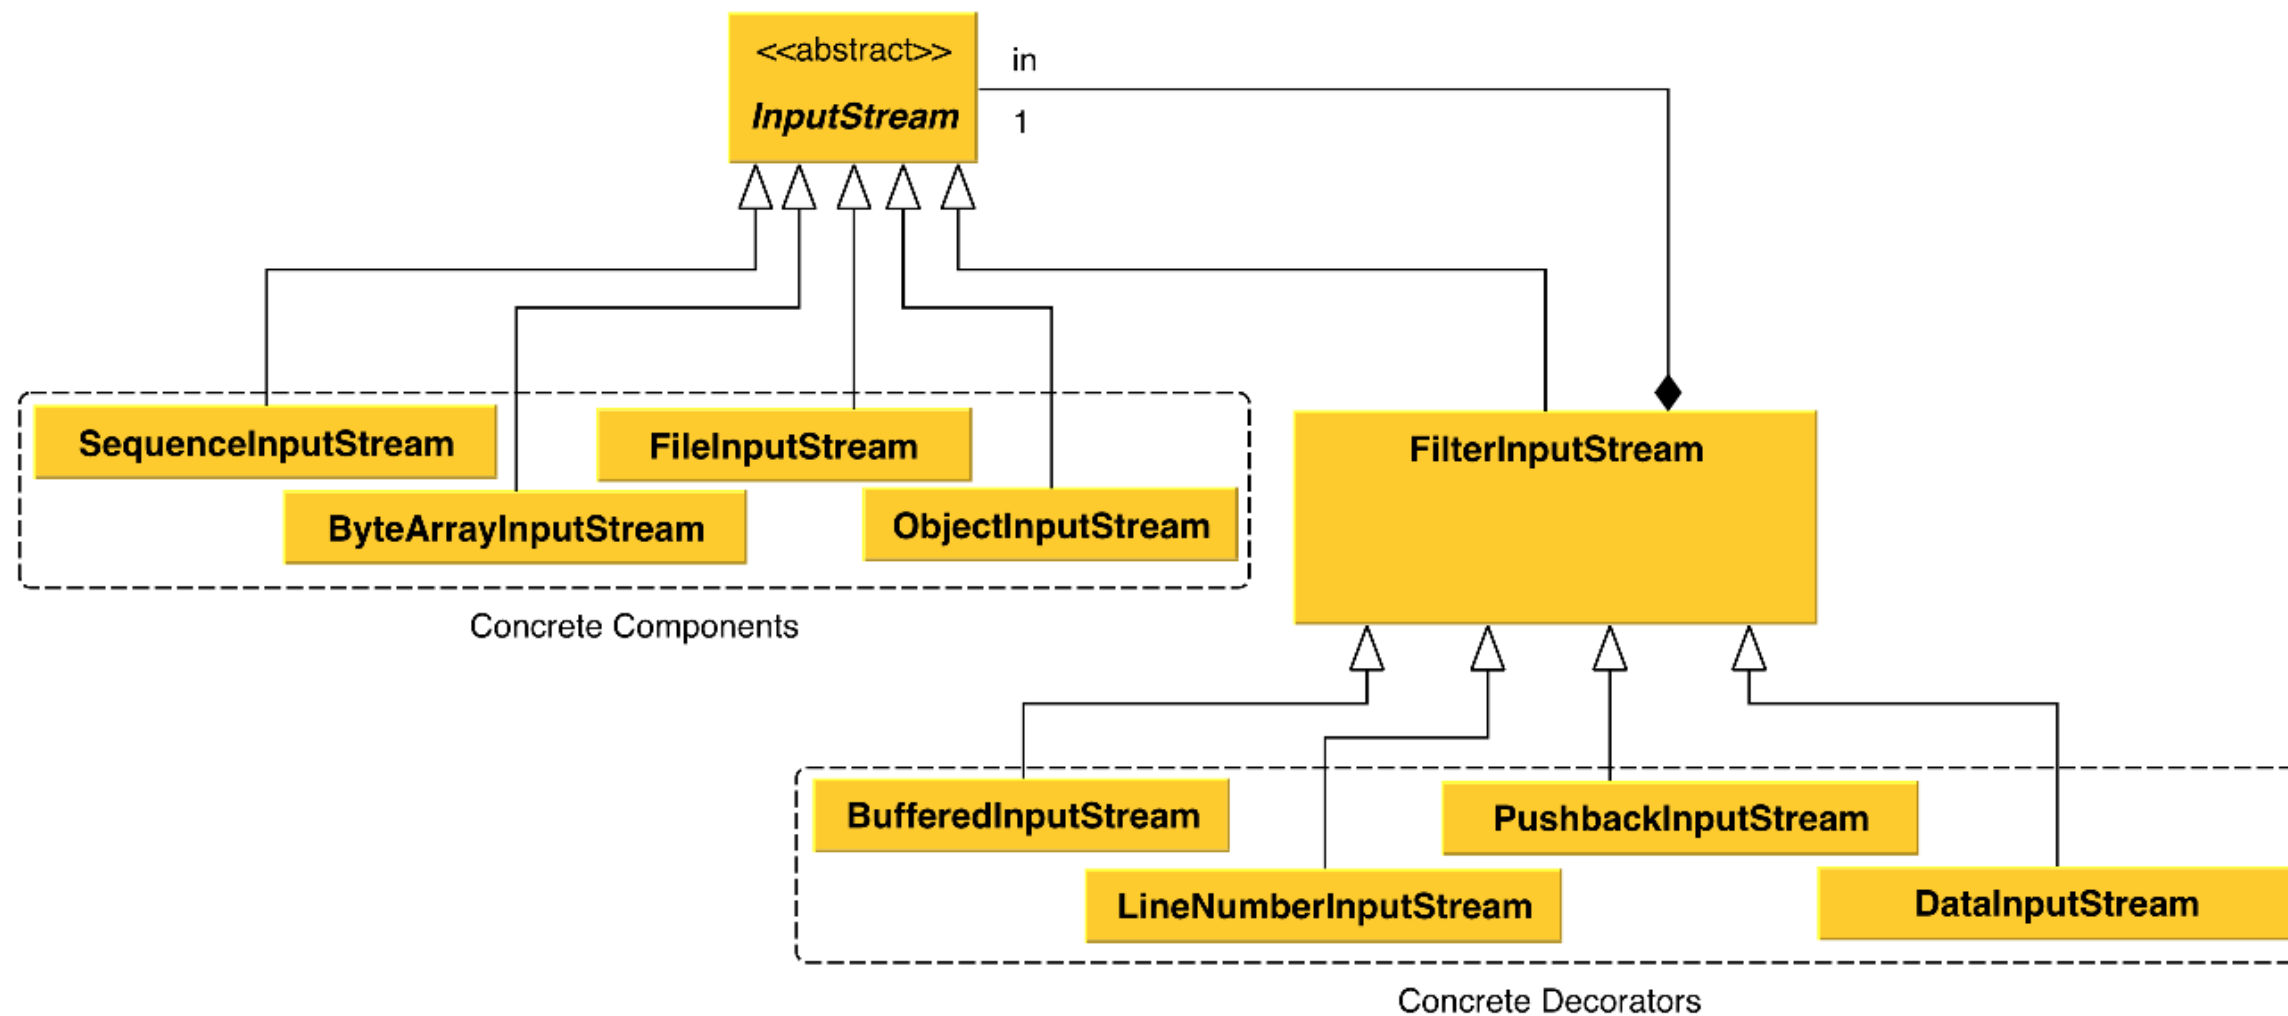 <<abstract>>
InputStream
in
1
SequenceInputStream
FileInputStream
ByteArrayInputStream
ObjectInputStream
FilterInputStream
Concrete Components
BufferedInputStream
PushbackInputStream
LineNumberInputStream
DataInputStream
Concrete Decorators